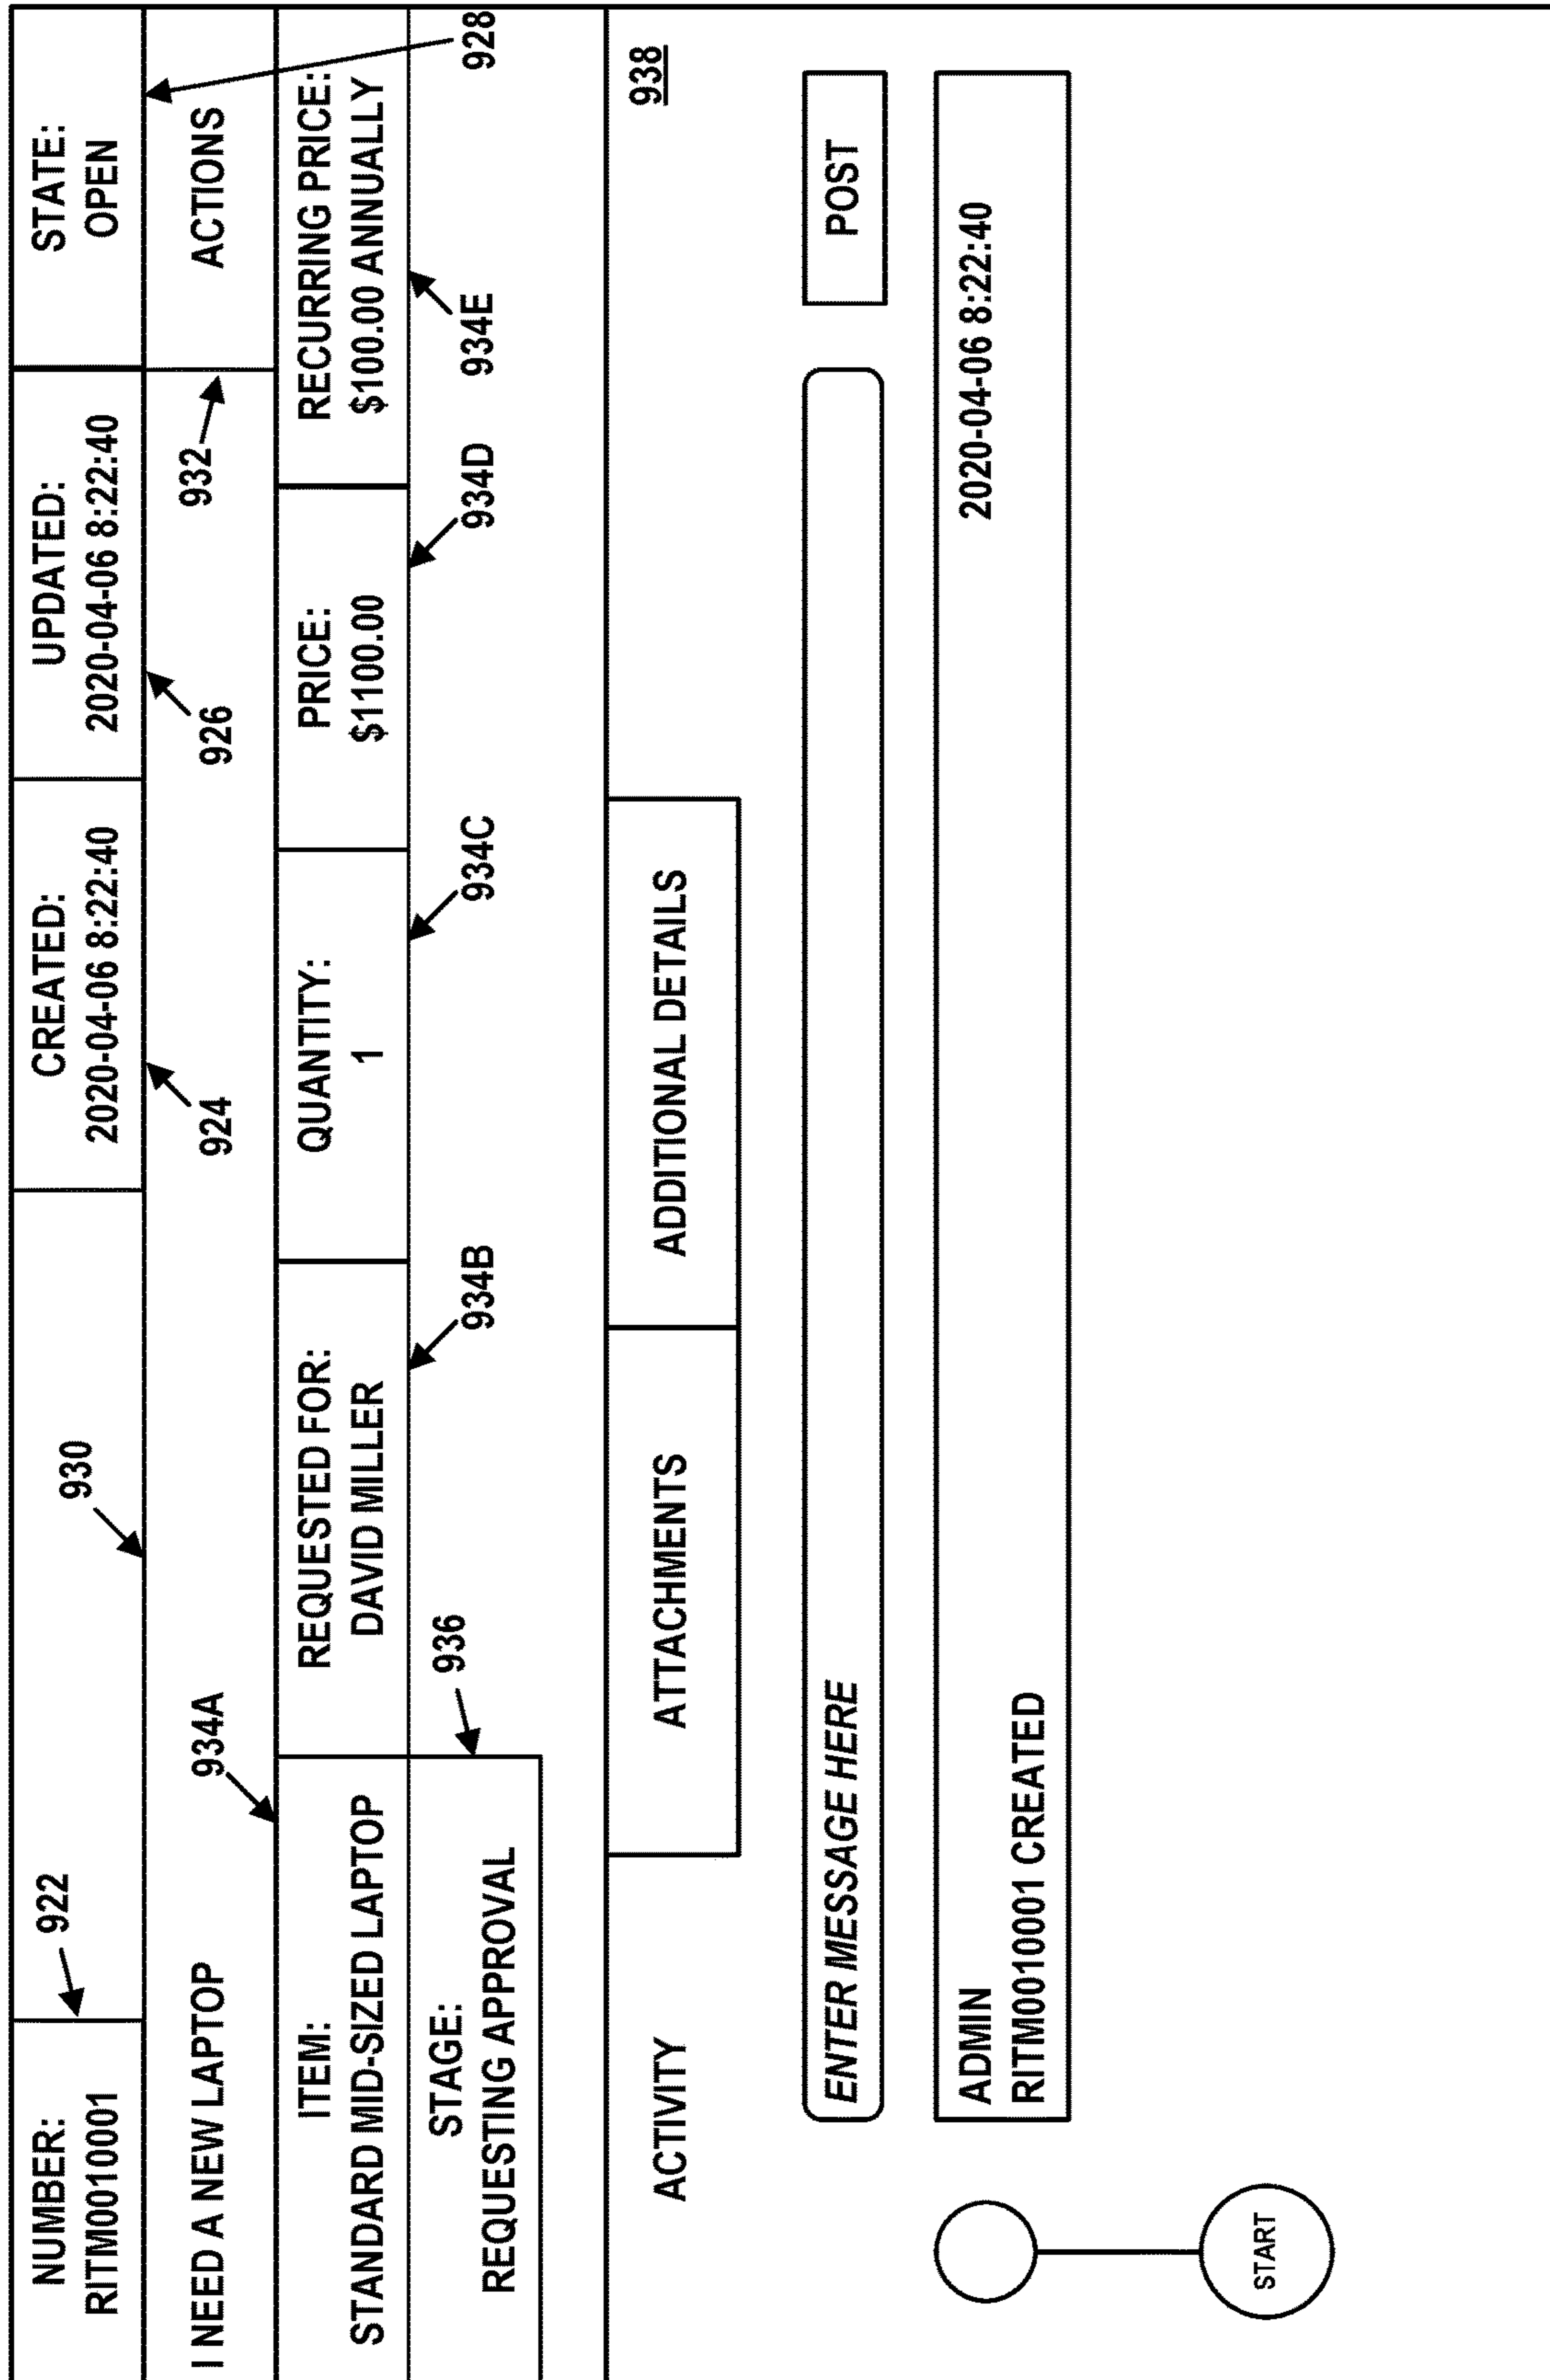 NUMBER:
RITM0010001
922
930
CREATED:
2020-04-06 8:22:40
UPDATED:
2020-04-06 8:22:40
STATE:
OPEN
I NEED A NEW LAPTOP
934A
924
926
932
ACTIONS
928
ITEM:
STANDARD MID-SIZED LAPTOP
REQUESTED FOR:
DAVID MILLER
QUANTITY:
1
PRICE:
$1100.00
RECURRING PRICE:
$100.00 ANNUALLY
STAGE:
REQUESTING APPROVAL
936
934B
934C
934D
934E
ACTIVITY
ATTACHMENTS
ADDITIONAL DETAILS
938
ENTER MESSAGE HERE
POST
ADMIN
2020-04-06 8:22:40
RITM0010001 CREATED
START